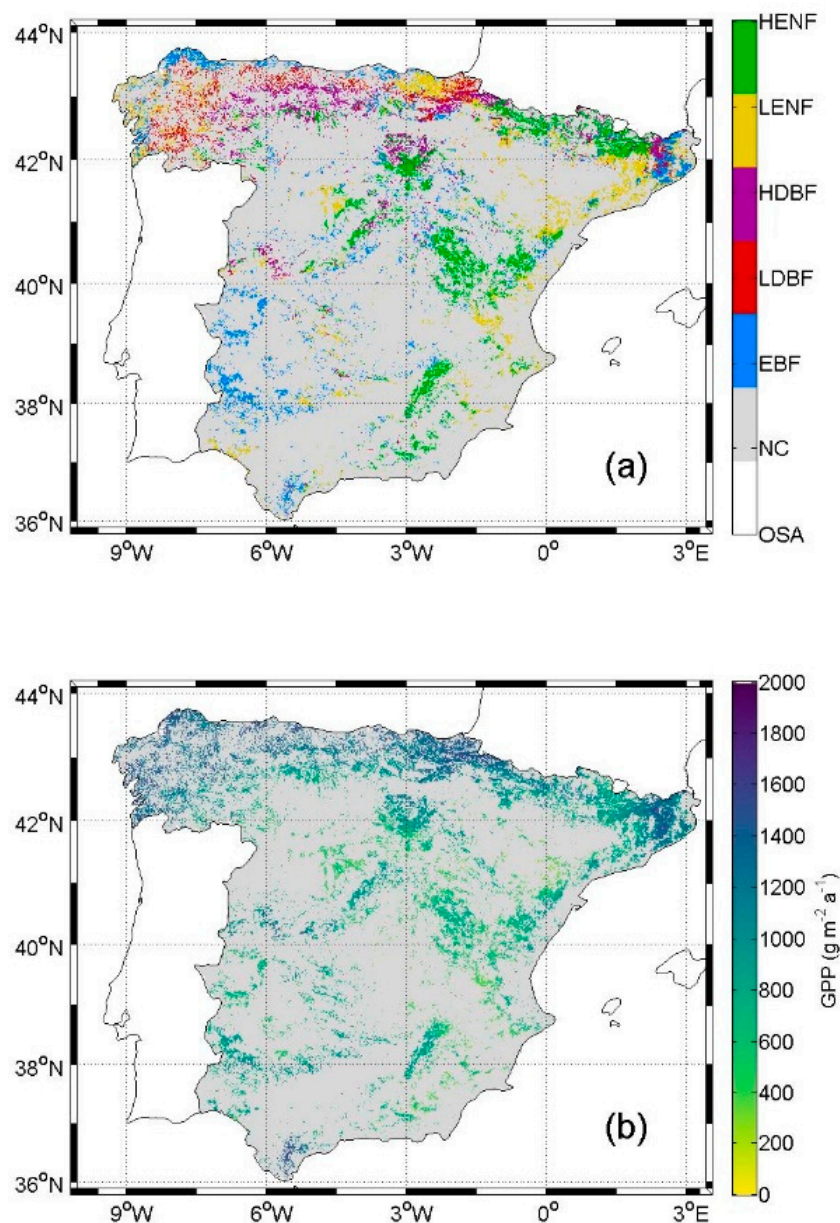 44°N
42°N
40°N
38°N
36°N
9°W 6°W 3°W 0° 3°E
(a)
HENF
LENF
HDBF
LDBF
EBF
NC
OSA
44°N
42°N
40°N
38°N
36°N
9°W 6°W 3°W 0° 3°E
(b)
2000
1800
1600
1400
1200
1000
800
600
400
200
0
GPP (g m⁻² a⁻¹)